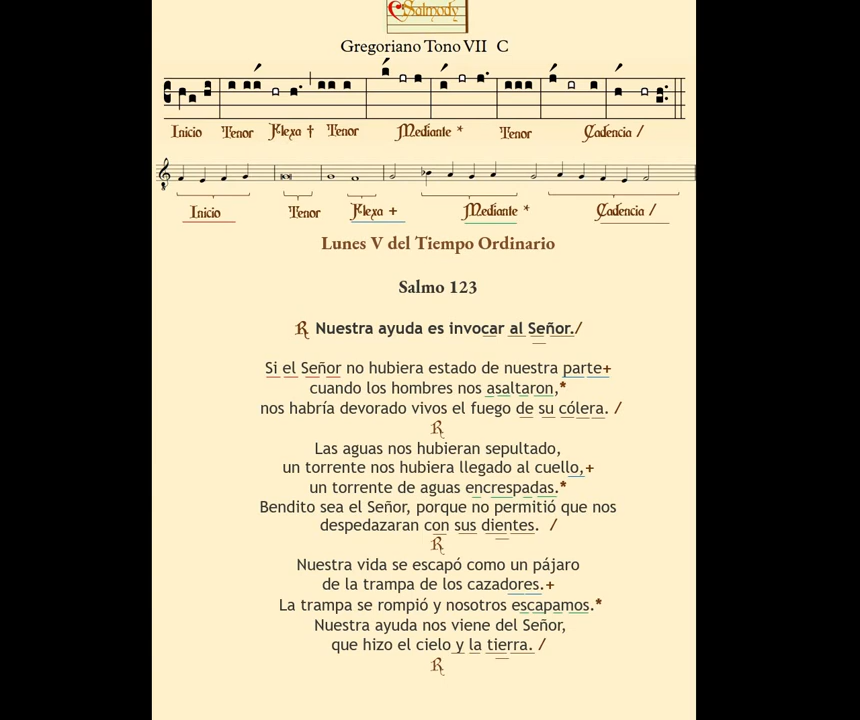 Salmody
Gregoriano Tono VII C
Inicio Tenor Flexa † Tenor Mediante * Tenor Cadencia /
Inicio Tenor Flexa + Mediante * Cadencia /
Lunes V del Tiempo Ordinario
Salmo 123
℟ Nuestra ayuda es invocar al Señor./
Si el Señor no hubiera estado de nuestra parte+
cuando los hombres nos asaltaron,*
nos habría devorado vivos el fuego de su cólera. /
℟
Las aguas nos hubieran sepultado,
un torrente nos hubiera llegado al cuello,+
un torrente de aguas encrespadas.*
Bendito sea el Señor, porque no permitió que nos
despedazaran con sus dientes. /
℟
Nuestra vida se escapó como un pájaro
de la trampa de los cazadores.+
La trampa se rompió y nosotros escapamos.*
Nuestra ayuda nos viene del Señor,
que hizo el cielo y la tierra. /
℟